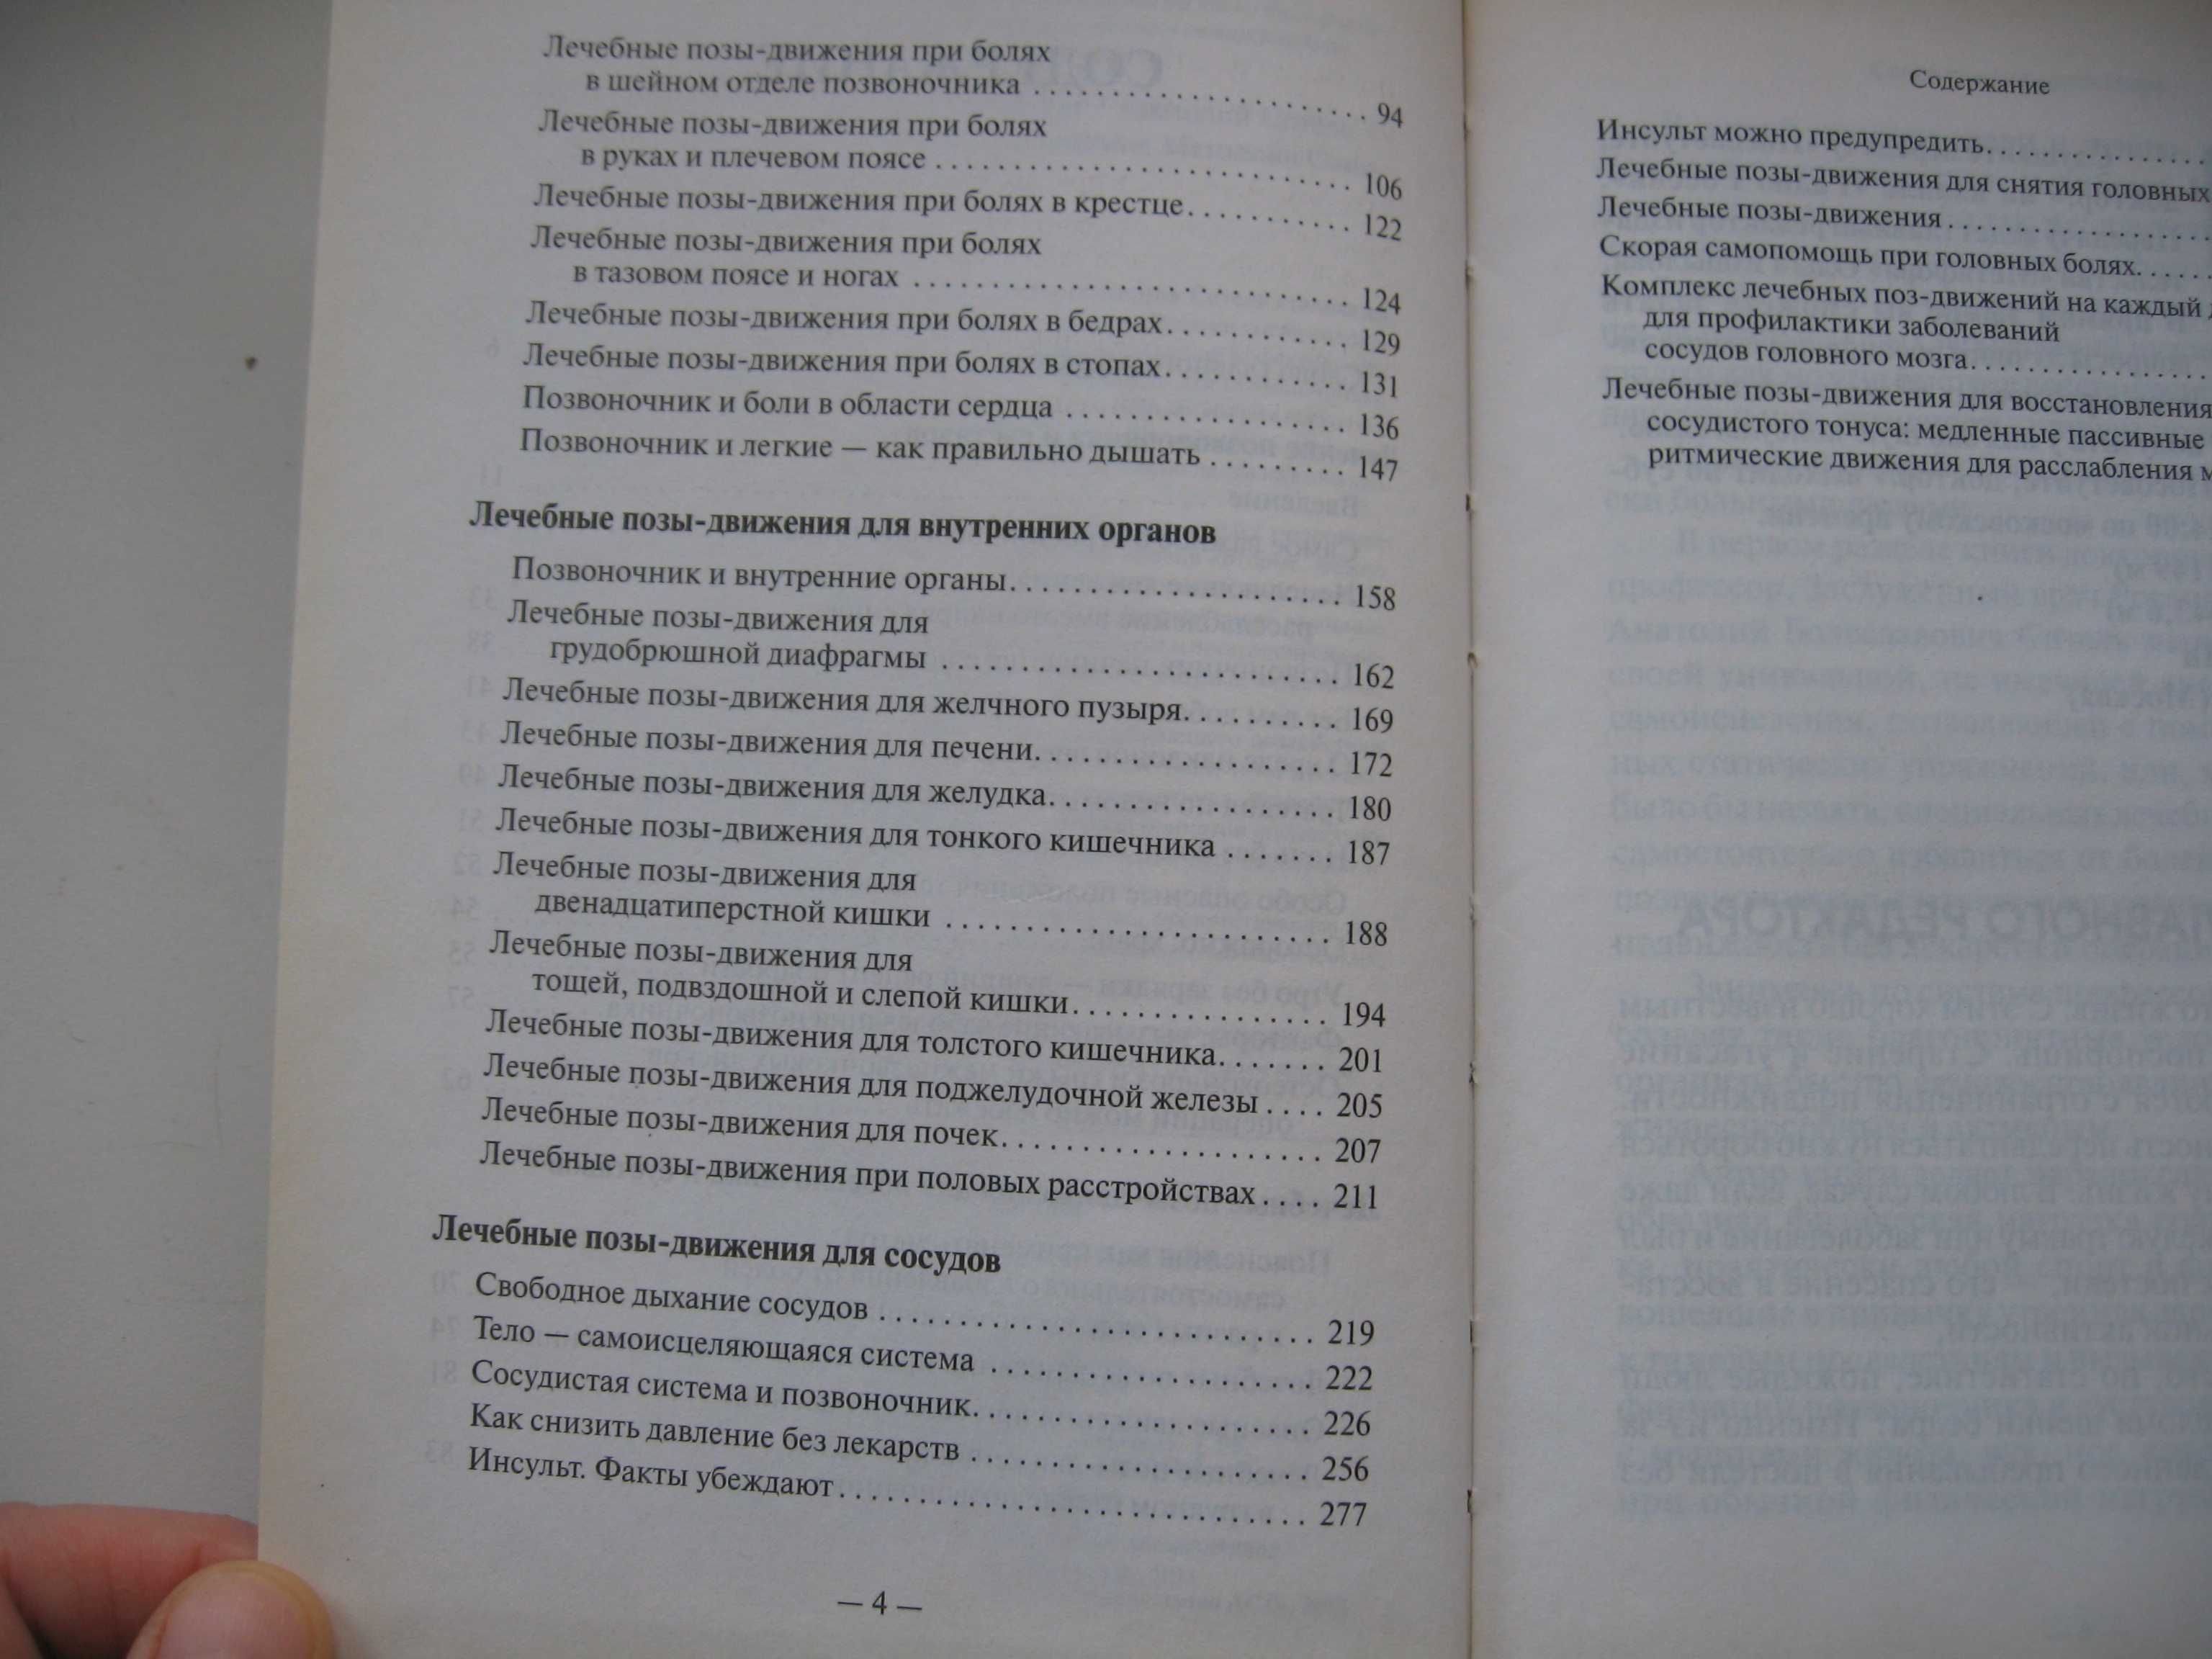 Лечебные позы-движения при болях
в шейном отделе позвоночника . . . . . . . . . . . . . . . . . . . . . 94
Лечебные позы-движения при болях
в руках и плечевом поясе . . . . . . . . . . . . . . . . . . . . . . . . . . 106
Лечебные позы-движения при болях в крестце. . . . . . . . . . . . 122
Лечебные позы-движения при болях
в тазовом поясе и ногах . . . . . . . . . . . . . . . . . . . . . . . . . . . . 124
Лечебные позы-движения при болях в бедрах. . . . . . . . . . . . . 129
Лечебные позы-движения при болях в стопах. . . . . . . . . . . . . 131
Позвоночник и боли в области сердца . . . . . . . . . . . . . . . . . . . 136
Позвоночник и легкие — как правильно дышать . . . . . . . . . 147
Лечебные позы-движения для внутренних органов
Позвоночник и внутренние органы. . . . . . . . . . . . . . . . . . . . . . 158
Лечебные позы-движения для
грудобрюшной диафрагмы . . . . . . . . . . . . . . . . . . . . . . . . . . 162
Лечебные позы-движения для желчного пузыря. . . . . . . . . . 169
Лечебные позы-движения для печени. . . . . . . . . . . . . . . . . . . . 172
Лечебные позы-движения для желудка. . . . . . . . . . . . . . . . . . . 180
Лечебные позы-движения для тонкого кишечника . . . . . . . 187
Лечебные позы-движения для
двенадцатиперстной кишки . . . . . . . . . . . . . . . . . . . . . . . . . 188
Лечебные позы-движения для
тощей, подвздошной и слепой кишки. . . . . . . . . . . . . . . . . 194
Лечебные позы-движения для толстого кишечника. . . . . . . 201
Лечебные позы-движения для поджелудочной железы . . . . 205
Лечебные позы-движения для почек. . . . . . . . . . . . . . . . . . . . . 207
Лечебные позы-движения при половых расстройствах . . . . 211
Лечебные позы-движения для сосудов
Свободное дыхание сосудов . . . . . . . . . . . . . . . . . . . . . . . . . . . . 219
Тело — самоисцеляющаяся система . . . . . . . . . . . . . . . . . . . . . 222
Сосудистая система и позвоночник. . . . . . . . . . . . . . . . . . . . . . 226
Как снизить давление без лекарств . . . . . . . . . . . . . . . . . . . . . . 256
Инсульт. Факты убеждают . . . . . . . . . . . . . . . . . . . . . . . . . . . . . . 277
— 4 —
Содержание
Инсульт можно предупредить. . . . . . . . . . . . . . .
Лечебные позы-движения для снятия головных
Лечебные позы-движения . . . . . . . . . . . . . . . . . .
Скорая самопомощь при головных болях. . . . . .
Комплекс лечебных поз-движений на каждый
для профилактики заболеваний
сосудов головного мозга. . . . . . . . . . . . . . . . .
Лечебные позы-движения для восстановления
сосудистого тонуса: медленные пассивные
ритмические движения для расслабления